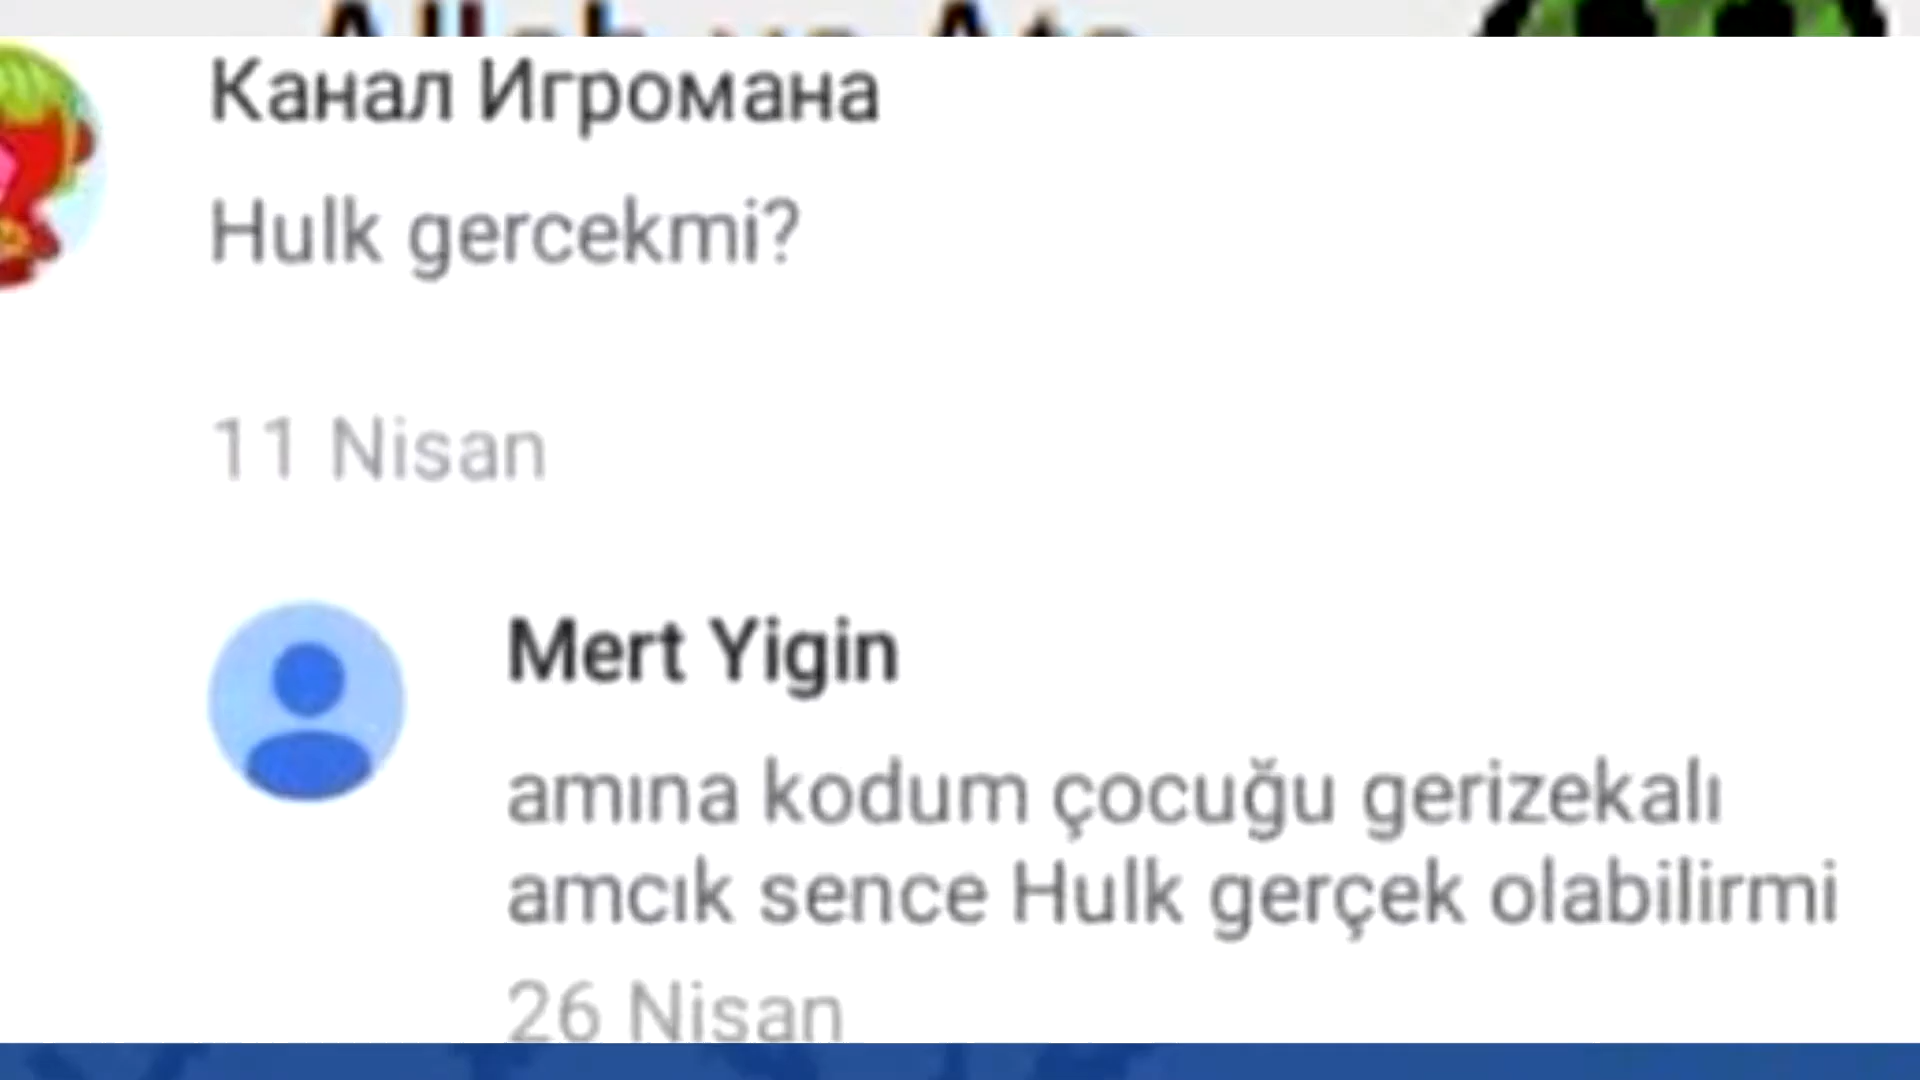 Канал Игромана
Hulk gercekmi?
11 Nisan
Mert Yigin
amına kodum çocuğu gerizekalı
amcık sence Hulk gerçek olabilirmi
26 Nisan